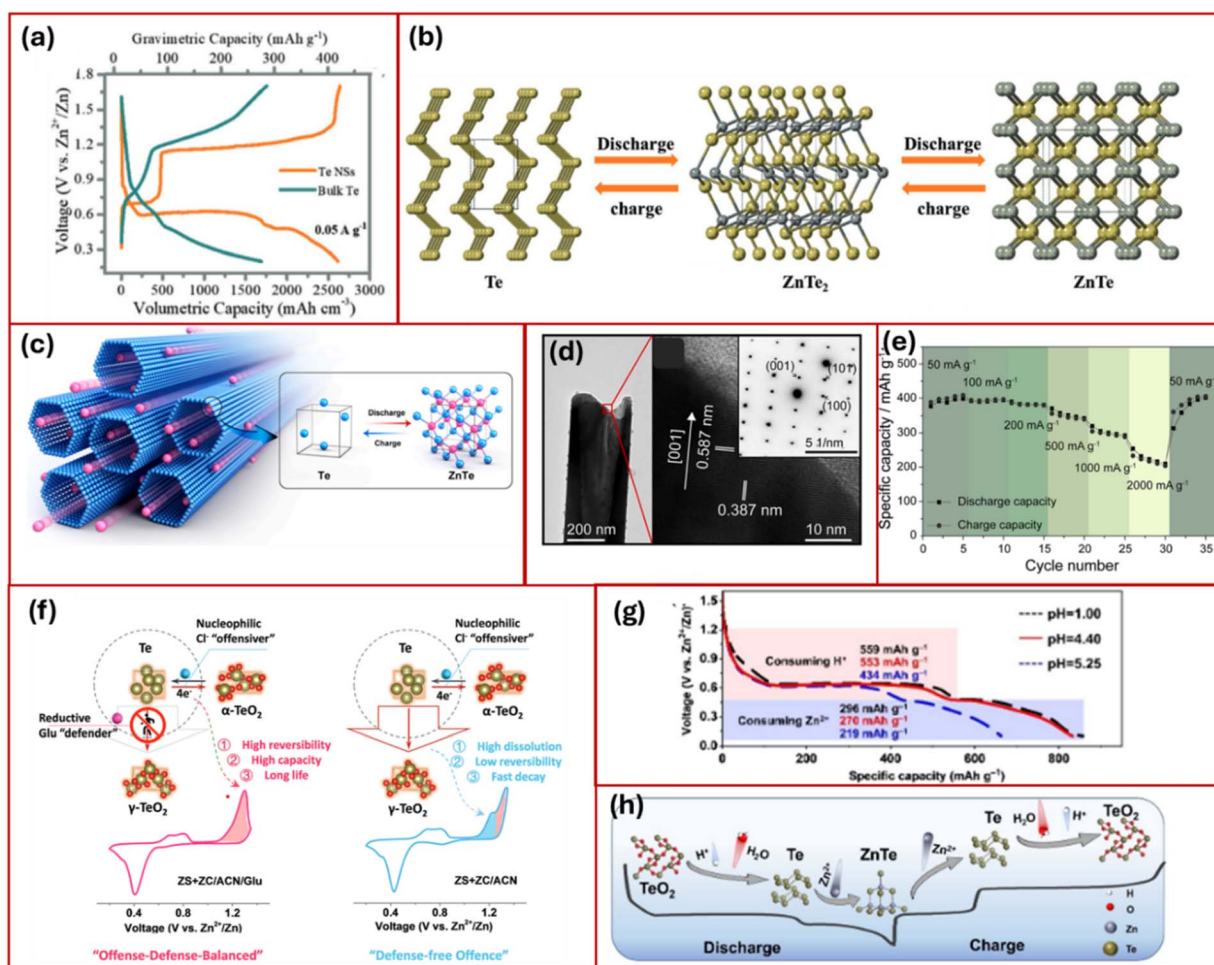 (a)
Gravimetric Capacity (mAh g⁻¹)
0 100 200 300 400
Voltage (V vs. Zn²⁺/Zn)
1.8
1.5
1.2
0.9
0.6
0.3
Te NSs
Bulk Te
0.05 A g⁻¹
0 500 1000 1500 2000 2500 3000
Volumetric Capacity (mAh cm⁻³)
(b)
Discharge
charge
Discharge
charge
Te
ZnTe₂
ZnTe
(c)
Discharge
Charge
Te
ZnTe
(d)
200 nm
[001]
0.587 nm
0.387 nm
10 nm
(001)
(101)
(100)
5 1/nm
(e)
Specific capacity / mAh g⁻¹
500
400
300
200
100
0
50 mA g⁻¹
100 mA g⁻¹
200 mA g⁻¹
500 mA g⁻¹
1000 mA g⁻¹
2000 mA g⁻¹
50 mA g⁻¹
Discharge capacity
Charge capacity
0 5 10 15 20 25 30 35
Cycle number
(f)
Nucleophilic
Cl⁻ “offensiver”
Te
4e⁻
α-TeO₂
Reductive
Glu “defender”
γ-TeO₂
① High reversibility
② High capacity
③ Long life
ZS+ZC/ACN/Glu
0.4 0.8 1.2
Voltage (V vs. Zn²⁺/Zn)
“Offense-Defense-Balanced”
Nucleophilic
Cl⁻ “offensiver”
Te
4e⁻
α-TeO₂
γ-TeO₂
① High dissolution
② Low reversibility
③ Fast decay
ZS+ZC/ACN
0.4 0.8 1.2
Voltage (V vs. Zn²⁺/Zn)
“Defense-free Offence”
(g)
Voltage (V vs. Zn²⁺/Zn)
1.5
1.2
0.9
0.6
0.3
0.0
pH=1.00
pH=4.40
pH=5.25
Consuming H⁺
559 mAh g⁻¹
553 mAh g⁻¹
434 mAh g⁻¹
Consuming Zn²⁺
296 mAh g⁻¹
270 mAh g⁻¹
219 mAh g⁻¹
0 200 400 600 800
Specific capacity (mAh g⁻¹)
(h)
TeO₂
H⁺
H₂O
Te
Zn²⁺
ZnTe
Zn²⁺
Te
H₂O
H⁺
TeO₂
Discharge
Charge
H
O
Zn
Te